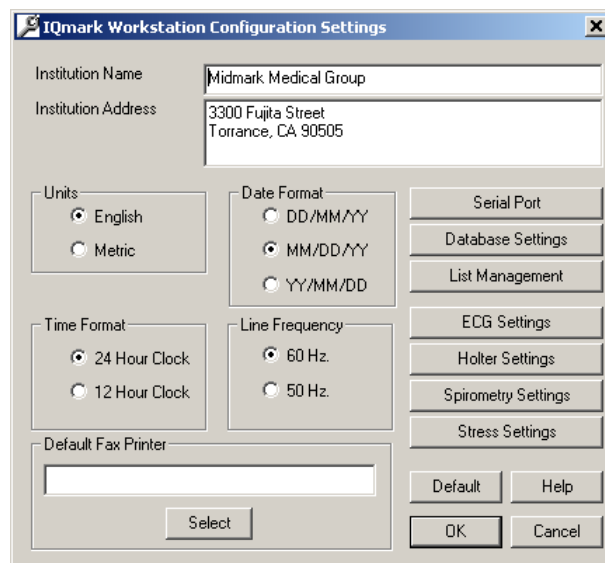 IQmark Workstation Configuration Settings
Institution Name
Midmark Medical Group
Institution Address
3300 Fujita Street
Torrance, CA 90505
Units
English
Metric
Date Format
DD/MM/YY
MM/DD/YY
YY/MM/DD
Serial Port
Database Settings
List Management
Time Format
24 Hour Clock
12 Hour Clock
Line Frequency
60 Hz.
50 Hz.
ECG Settings
Holter Settings
Spirometry Settings
Stress Settings
Default Fax Printer
Select
Default
Help
OK
Cancel